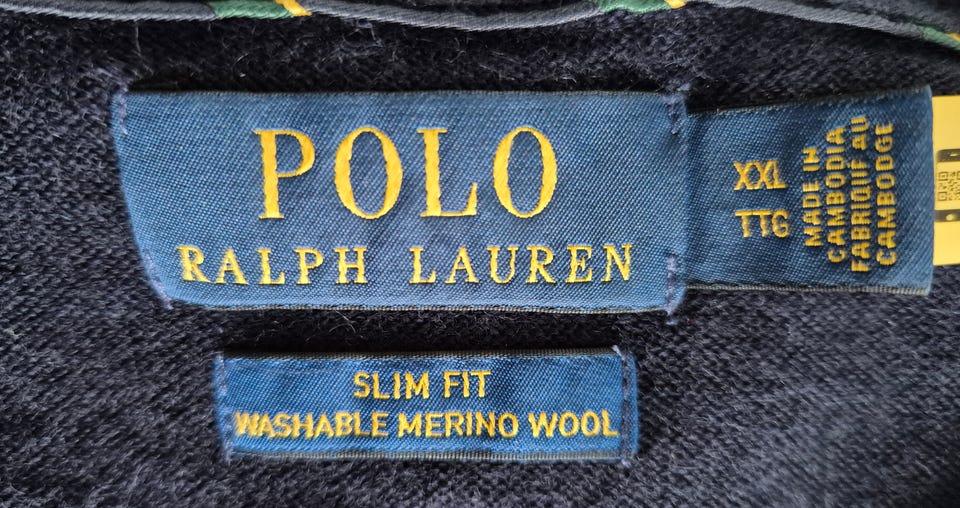 POLO
RALPH LAUREN
XXL
TTG
MADE IN
CAMBODIA
FABRIQUÉ AU
CAMBODGE
SLIM FIT
WASHABLE MERINO WOOL